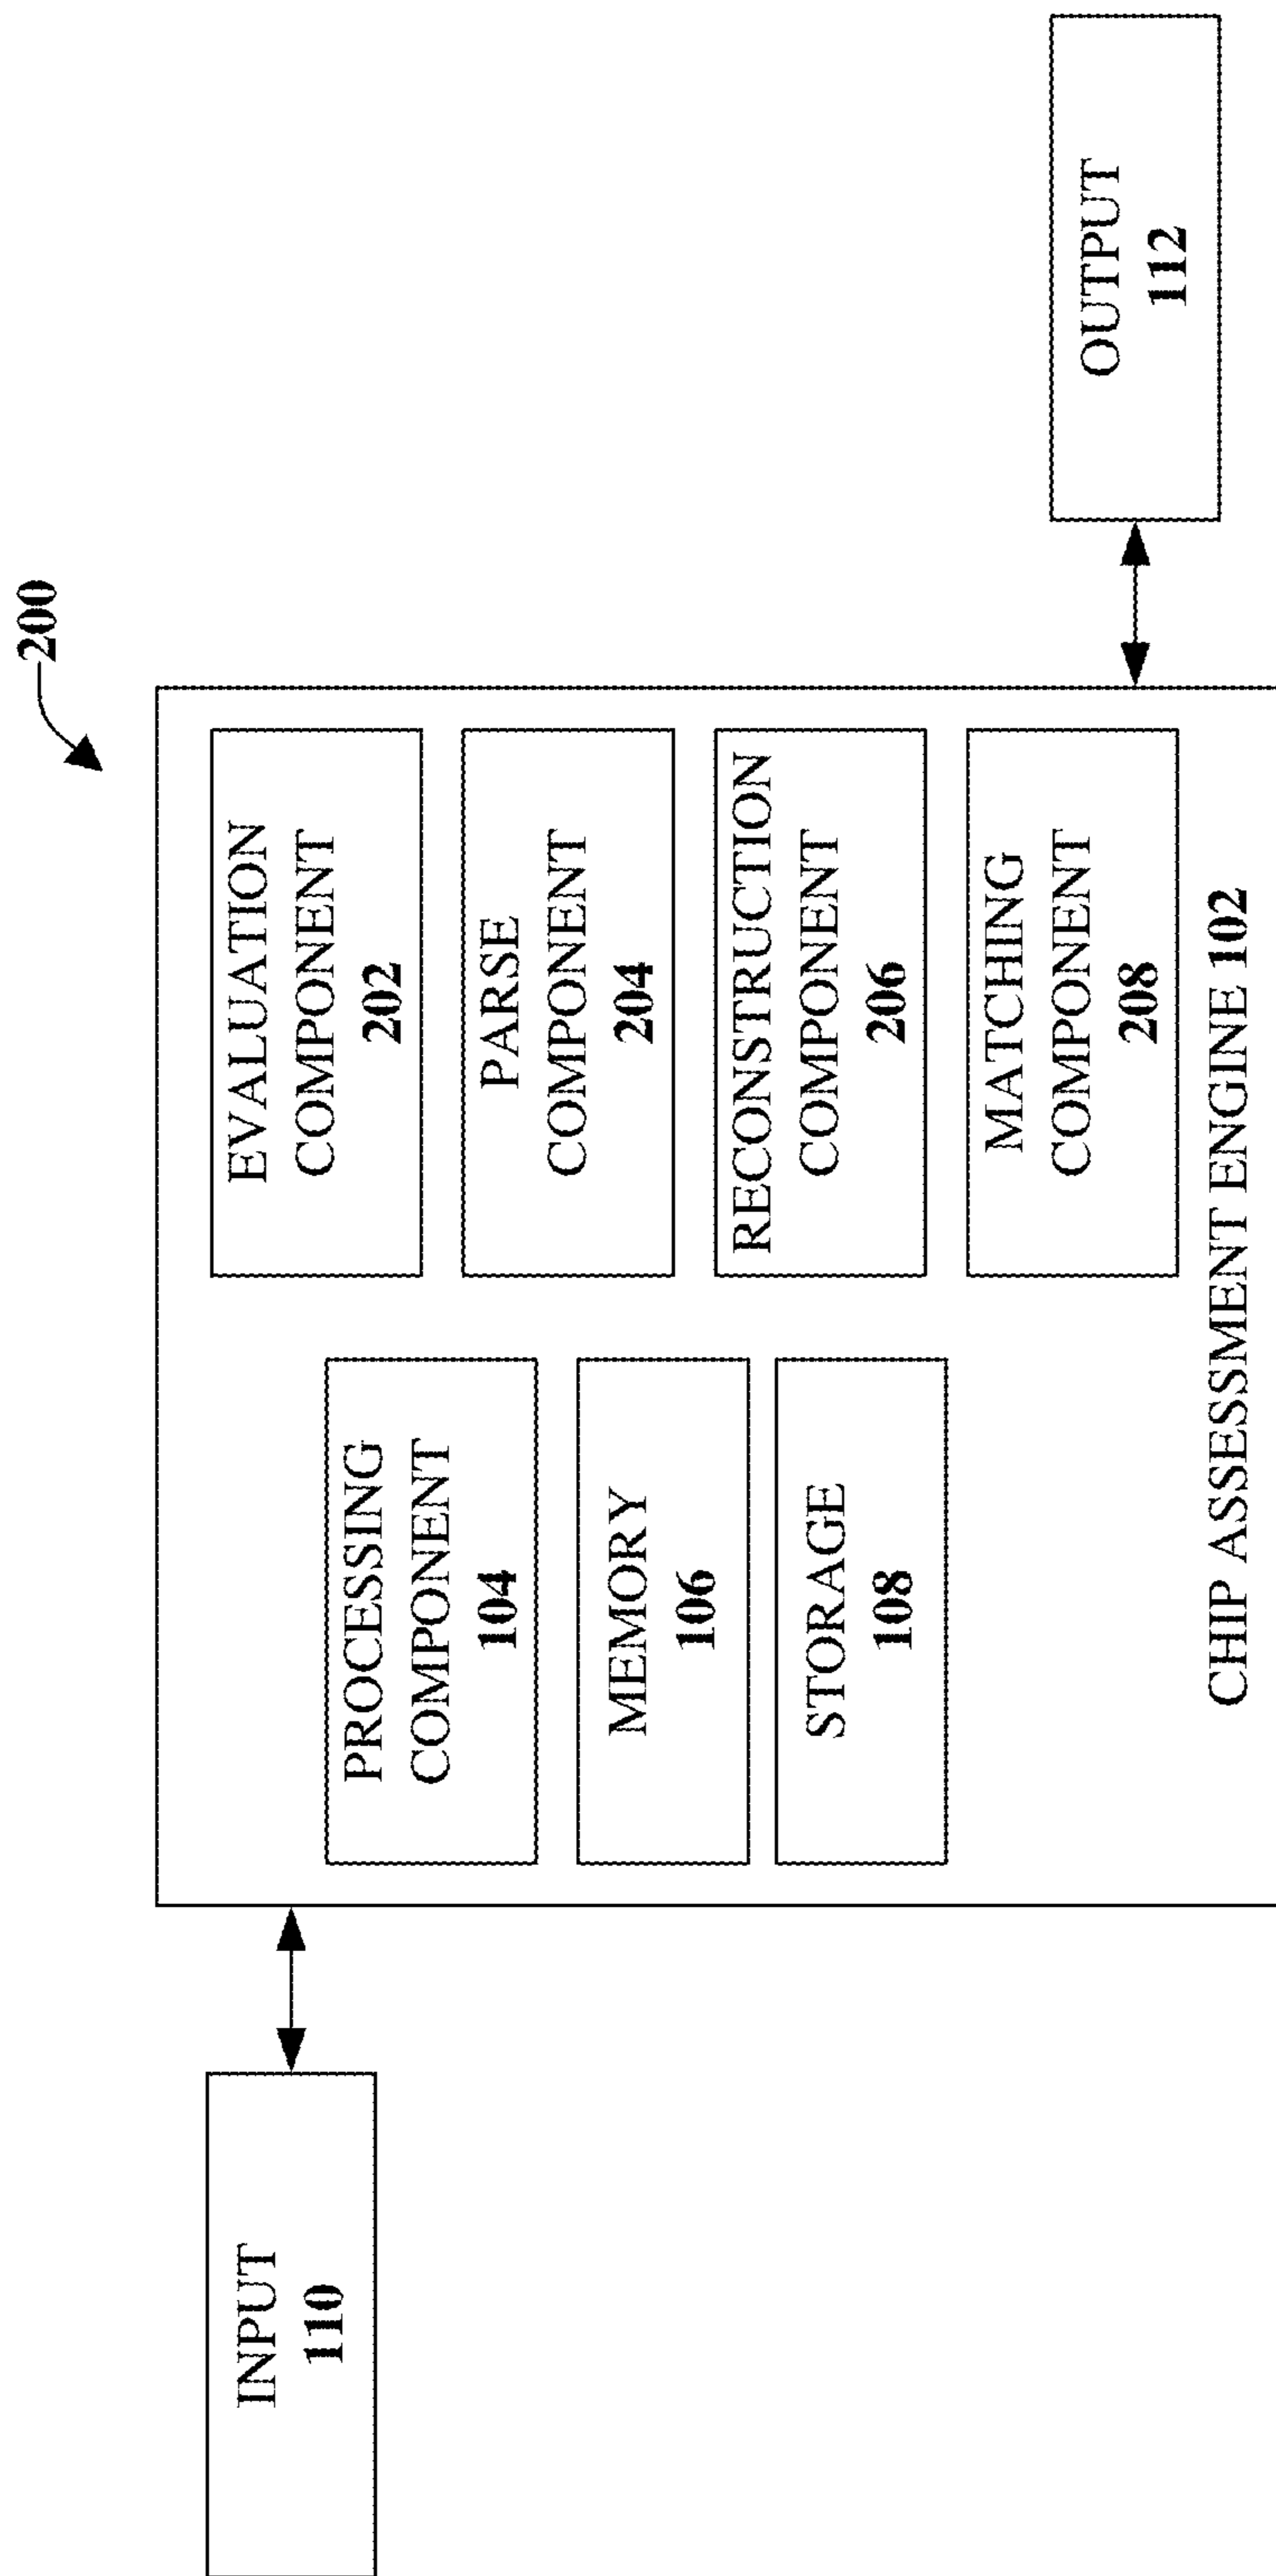 200
INPUT
110
PROCESSING
COMPONENT
104
MEMORY
106
STORAGE
108
EVALUATION
COMPONENT
202
PARSE
COMPONENT
204
RECONSTRUCTION
COMPONENT
206
MATCHING
COMPONENT
208
CHIP ASSESSMENT ENGINE 102
OUTPUT
112